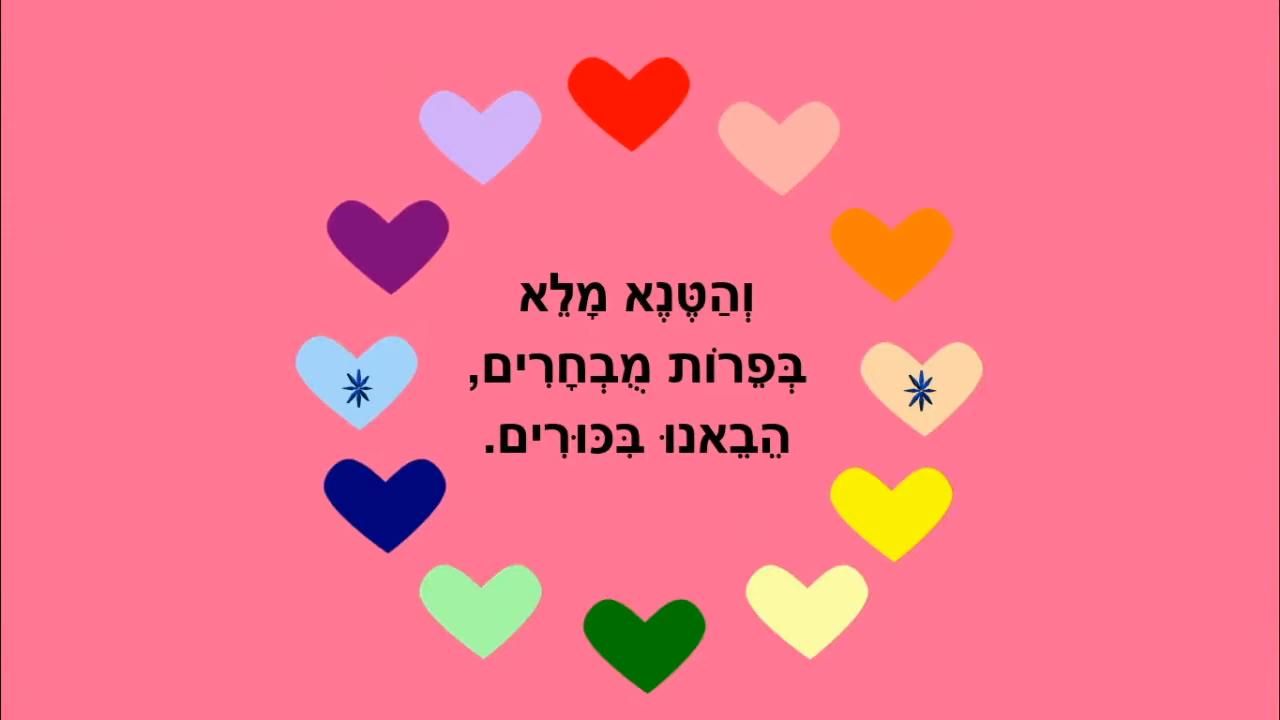 וְהַטֶּנֶא מָלֵא
בְּפֵרוֹת מֻבְחָרִים,
הֵבֵאנוּ בִּכּוּרִים.